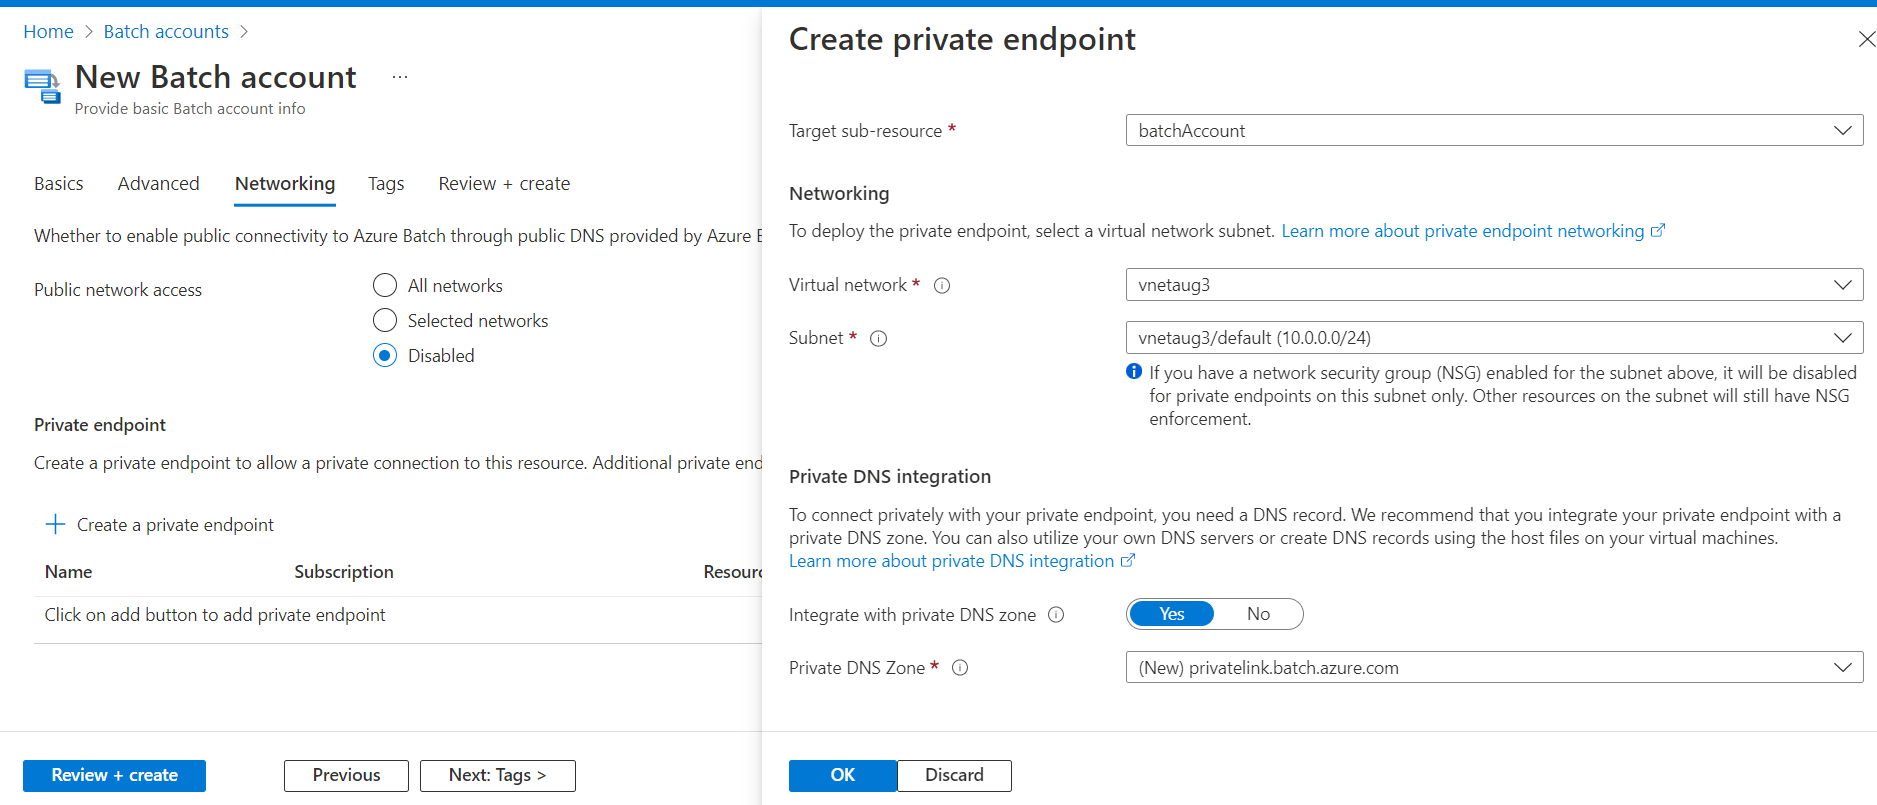 Home > Batch accounts >
New Batch account ...
Provide basic Batch account info
Basics Advanced Networking Tags Review + create
Whether to enable public connectivity to Azure Batch through public DNS provided by Azure
Public network access
All networks
Selected networks
Disabled
Private endpoint
Create a private endpoint to allow a private connection to this resource. Additional private
+ Create a private endpoint
Name Subscription
Click on add button to add private endpoint
Review + create Previous Next: Tags >
Create private endpoint
Target sub-resource * batchAccount
Networking
To deploy the private endpoint, select a virtual network subnet. Learn more about private endpoint networking
Virtual network * vnetaug3
Subnet * vnetaug3/default (10.0.0.0/24)
If you have a network security group (NSG) enabled for the subnet above, it will be disabled
for private endpoints on this subnet only. Other resources on the subnet will still have NSG
enforcement.
Private DNS integration
To connect privately with your private endpoint, you need a DNS record. We recommend that you integrate your private endpoint with a
private DNS zone. You can also utilize your own DNS servers or create DNS records using the host files on your virtual machines.
Learn more about private DNS integration
Integrate with private DNS zone Yes No
Private DNS Zone * (New) privatelink.batch.azure.com
OK Discard